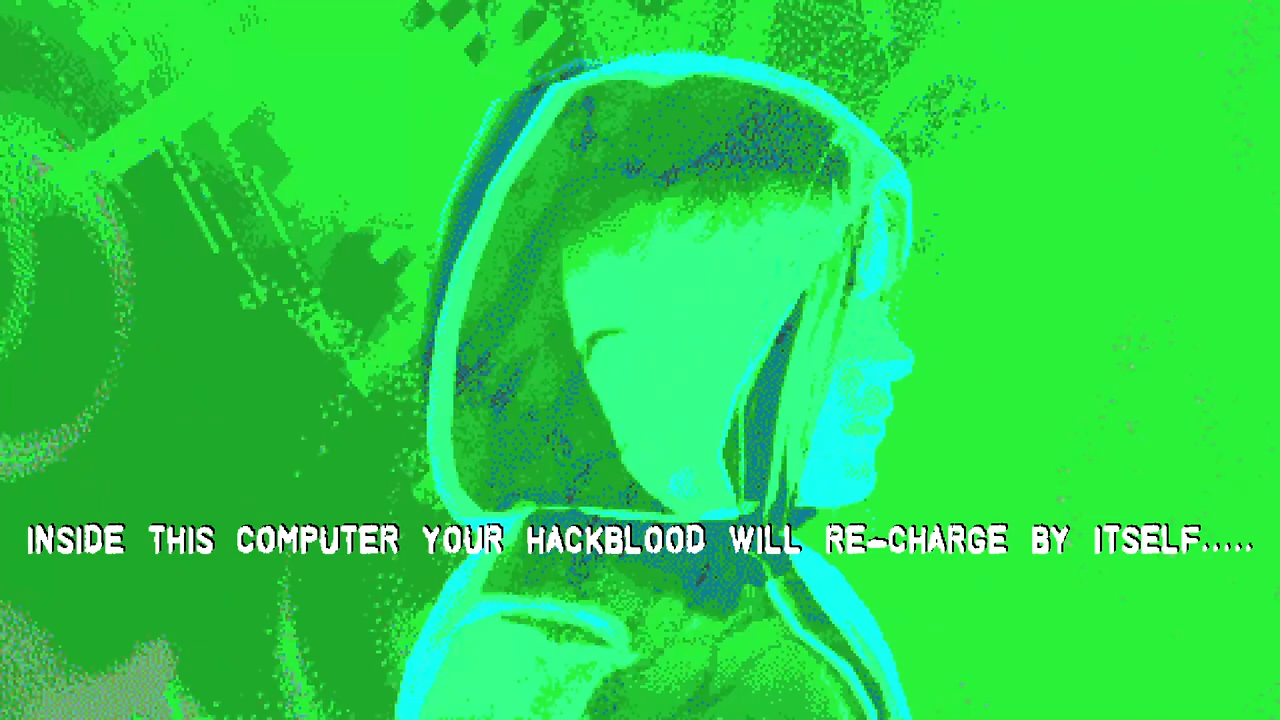 INSIDE THIS COMPUTER YOUR HACKBLOOD WILL RE-CHARGE BY ITSELF.....